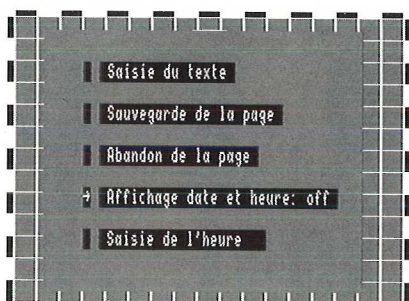 Saisie du texte
Sauvegarde de la page
Abandon de la page
→ Affichage date et heure: off
Saisie de l'heure